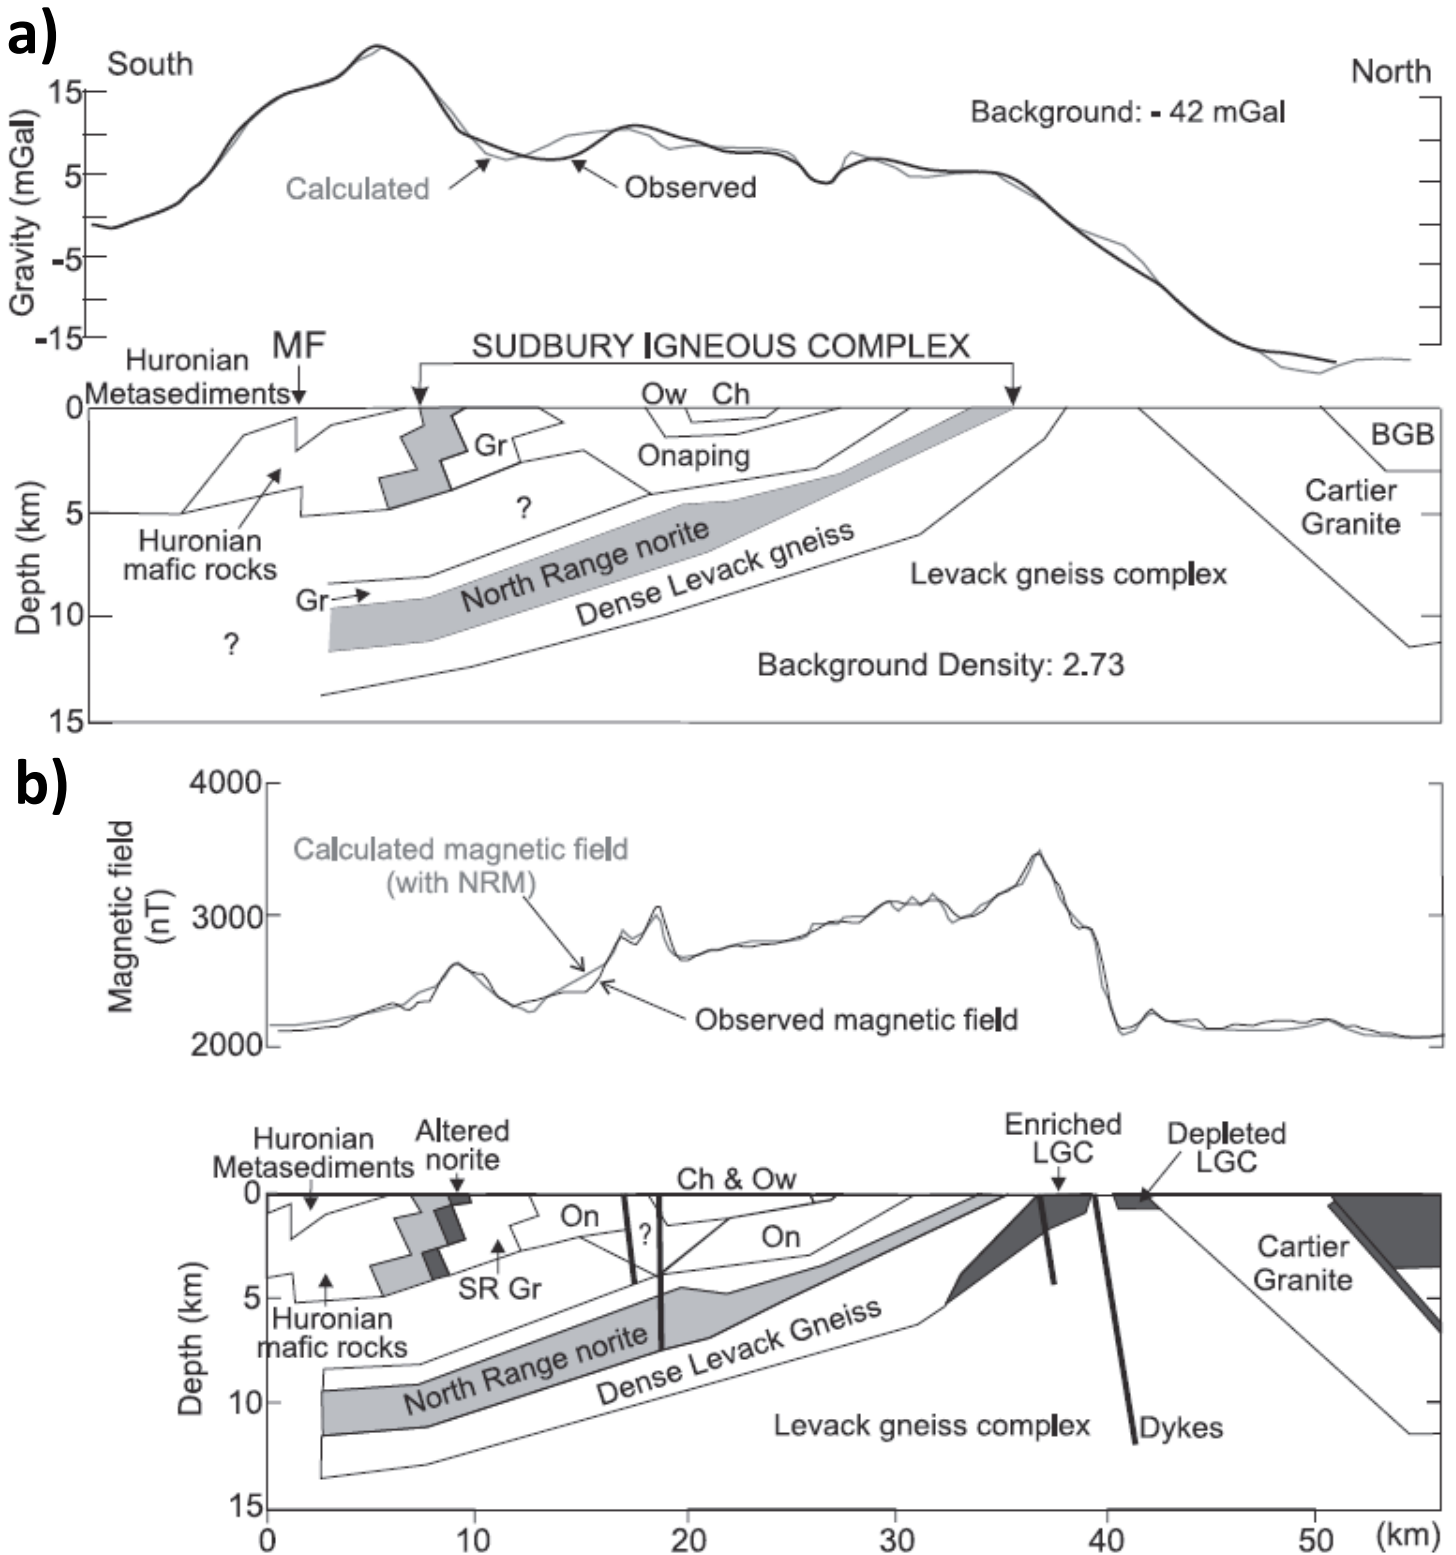 a)
South
North
15
5
-5
-15
Gravity (mGal)
Background: - 42 mGal
Calculated
Observed
Huronian
Metasediments
MF
SUDBURY IGNEOUS COMPLEX
Ow
Ch
0
5
10
15
Depth (km)
Gr
Onaping
BGB
?
Cartier
Granite
Huronian
mafic rocks
North Range norite
Dense Levack gneiss
Levack gneiss complex
Gr
?
Background Density: 2.73
b)
4000
3000
2000
Magnetic field
(nT)
Calculated magnetic field
(with NRM)
Observed magnetic field
Huronian
Metasediments
Altered
norite
Ch & Ow
Enriched
LGC
Depleted
LGC
0
5
10
15
Depth (km)
On
?
On
SR Gr
Cartier
Granite
Huronian
mafic rocks
North Range norite
Dense Levack Gneiss
Levack gneiss complex
Dykes
0
10
20
30
40
50
(km)